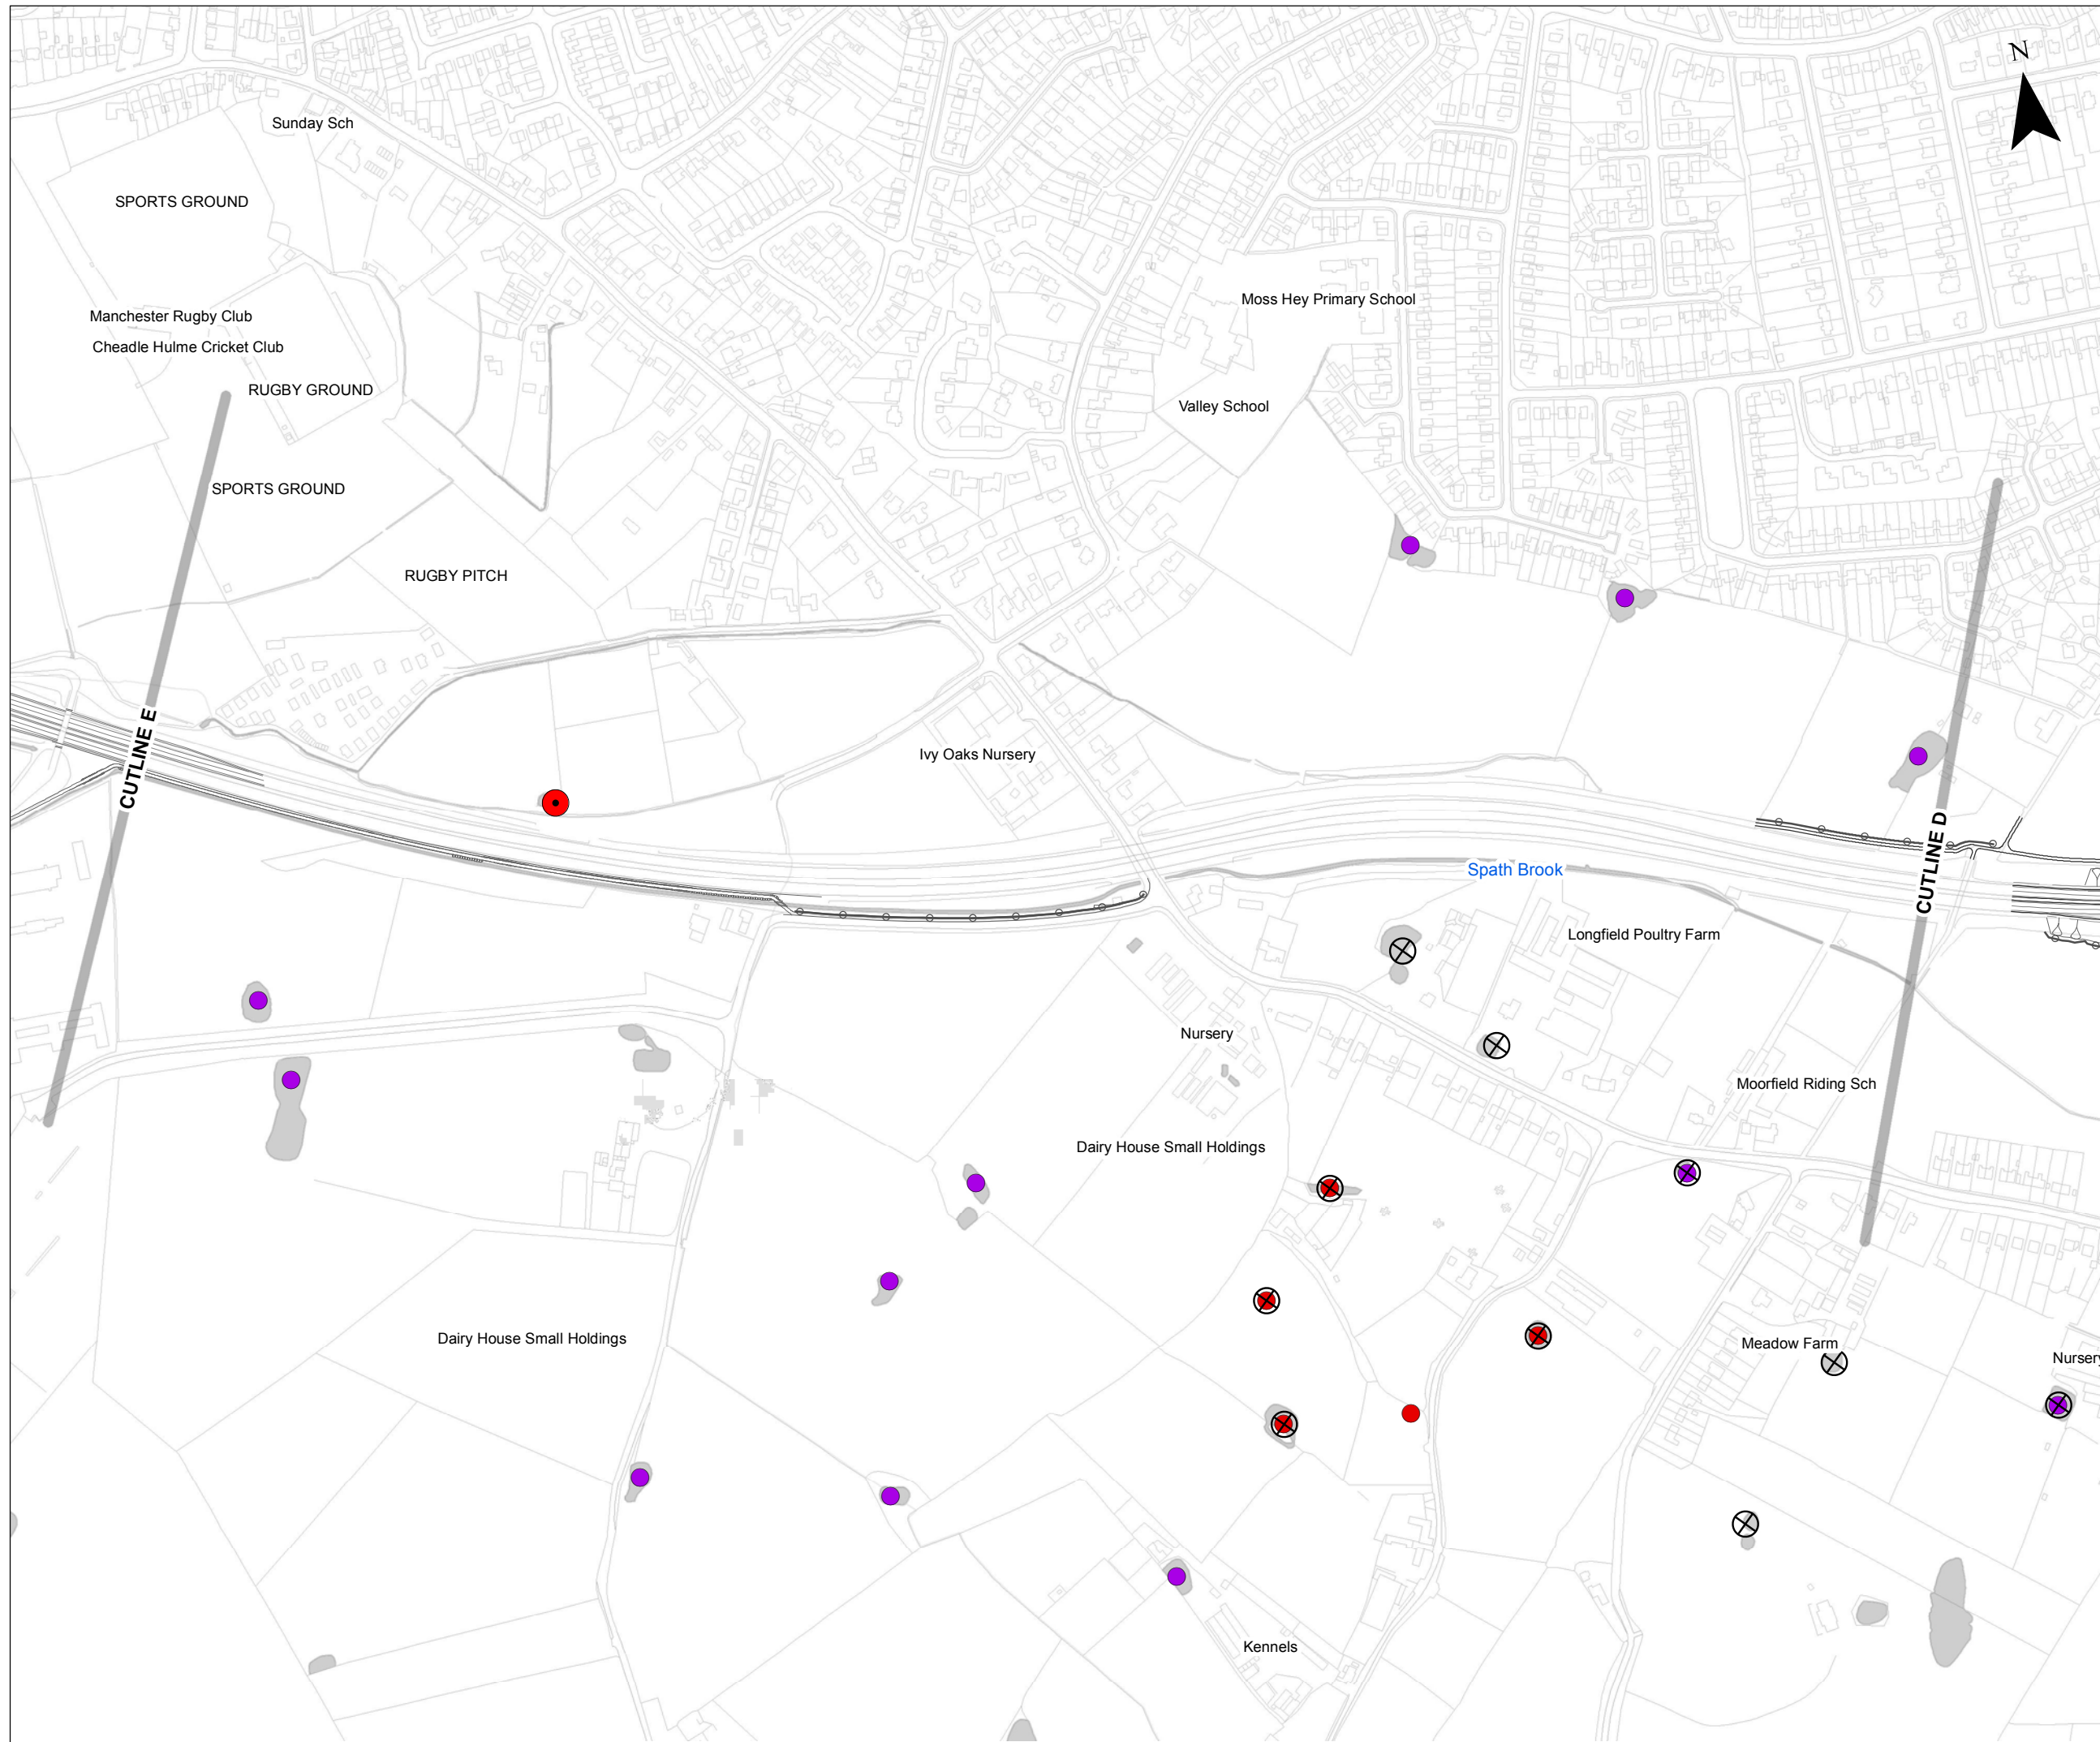 N
Sunday Sch
SPORTS GROUND
Moss Hey Primary School
Manchester Rugby Club
Cheadle Hulme Cricket Club
RUGBY GROUND
Valley School
SPORTS GROUND
RUGBY PITCH
CUTLINE E
Ivy Oaks Nursery
CUTLINE D
Spath Brook
Longfield Poultry Farm
Nursery
Moorfield Riding Sch
Dairy House Small Holdings
Dairy House Small Holdings
Meadow Farm
Nursery
Kennels